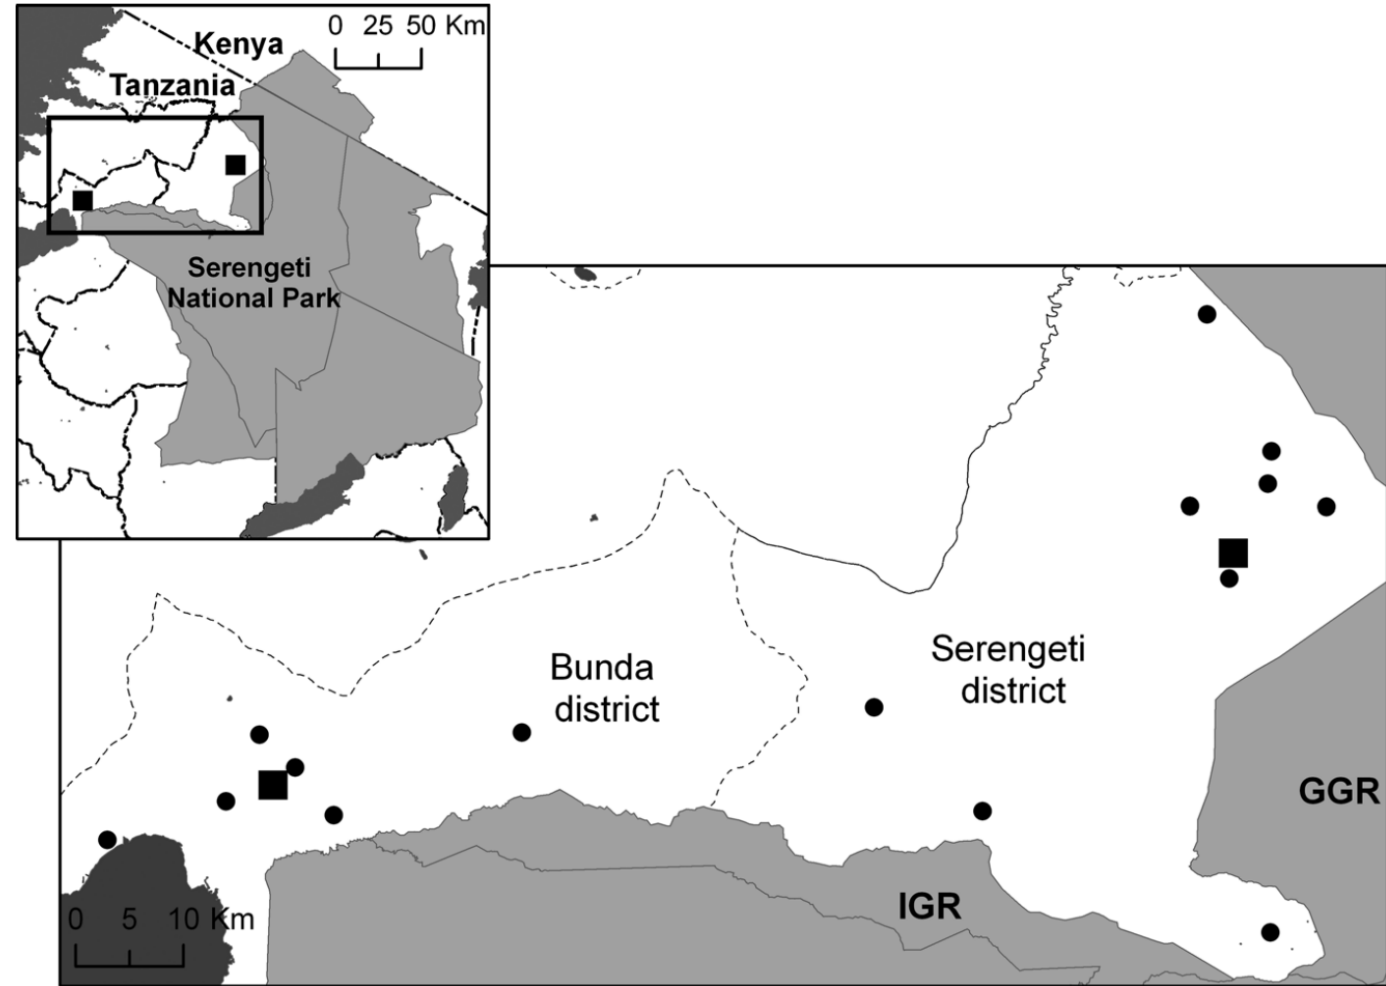 0 25 50 Km
Kenya
Tanzania
Serengeti
National Park
Bunda
district
Serengeti
district
GGR
IGR
0 5 10 Km